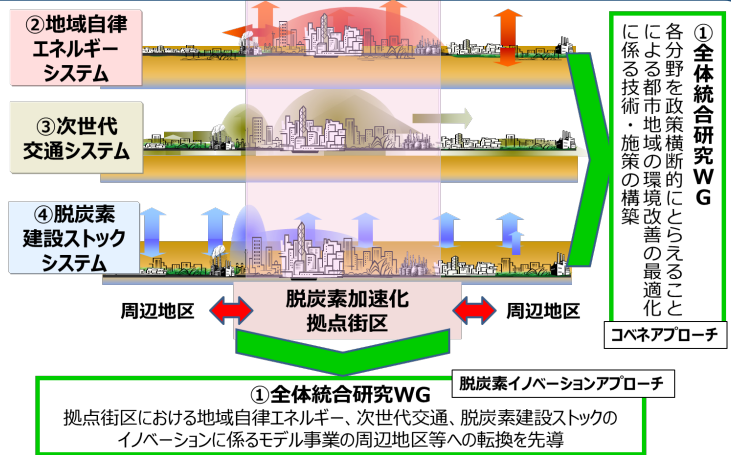 ②地域自律
エネルギー
システム
③次世代
交通システム
④脱炭素
建設ストック
システム
周辺地区
脱炭素加速化
拠点街区
周辺地区
①全体統合研究WG
各分野を政策横断的にとらえること
による都市地域の環境改善の最適化
に係る技術・施策の構築
コベネアプローチ
脱炭素イノベーションアプローチ
①全体統合研究WG
拠点街区における地域自律エネルギー、次世代交通、脱炭素建設ストックの
イノベーションに係るモデル事業の周辺地区等への転換を先導